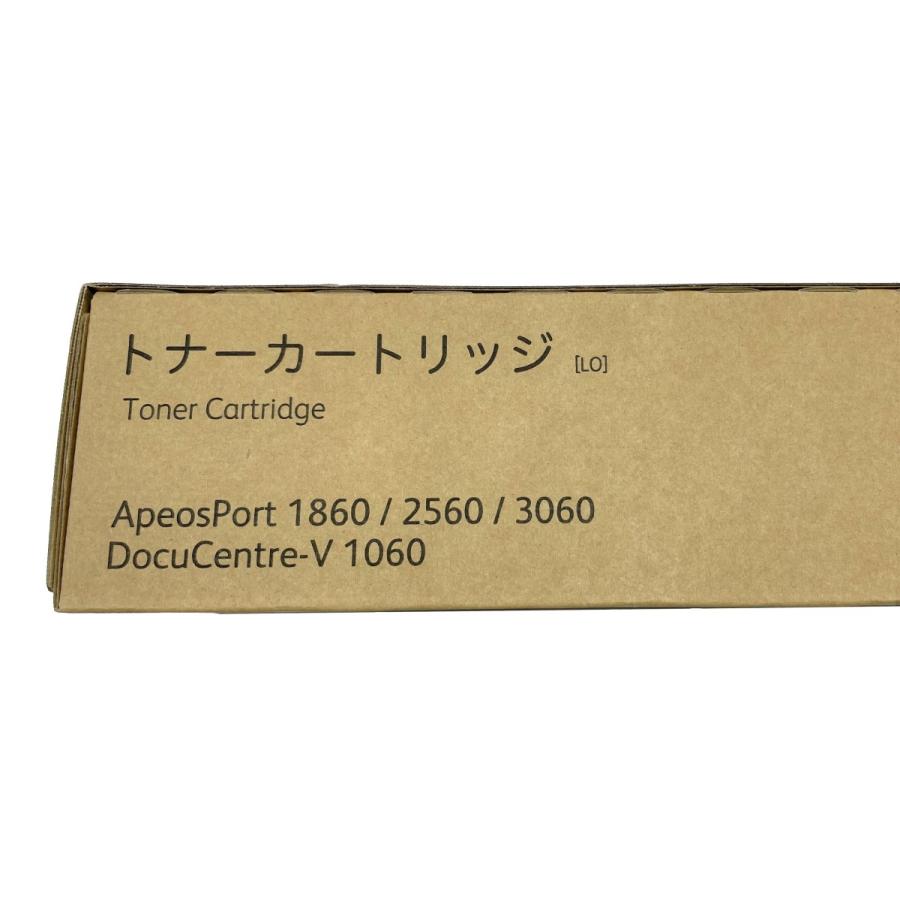 トナーカートリッジ [LO]
Toner Cartridge
ApeosPort 1860 / 2560 / 3060
DocuCentre-V 1060